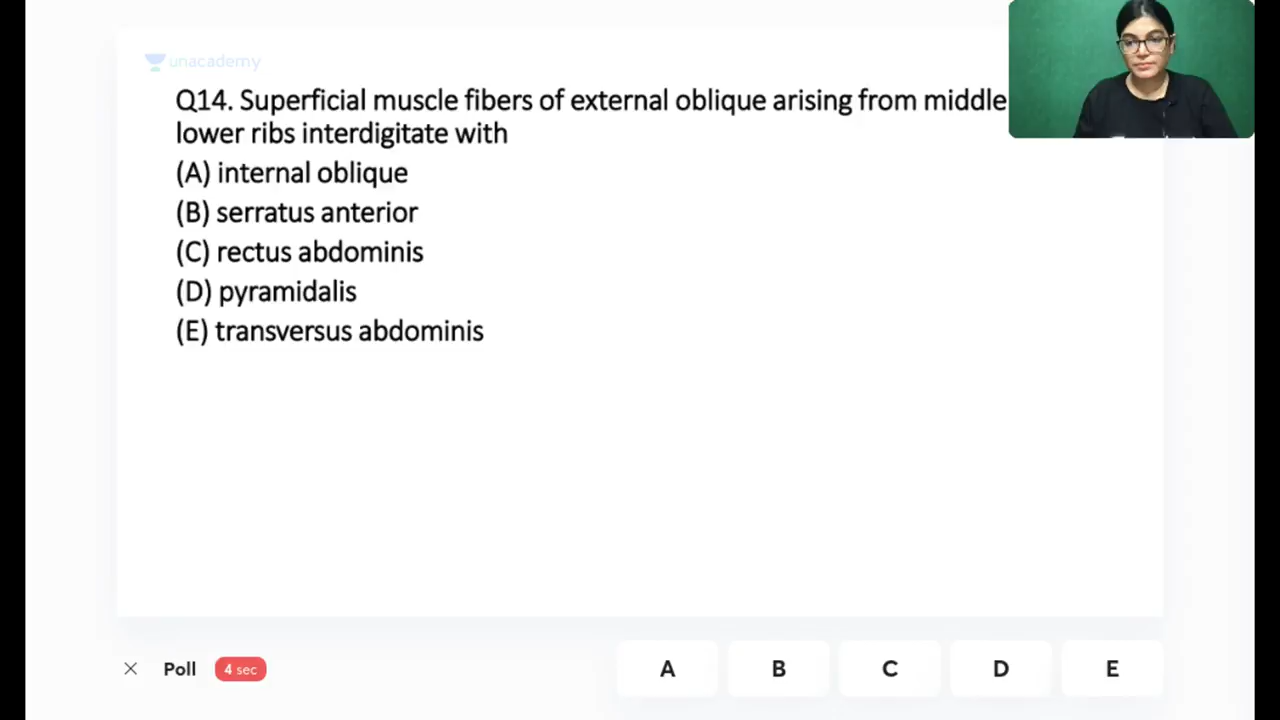 unacademy
Q14. Superficial muscle fibers of external oblique arising from middle
lower ribs interdigitate with
(A) internal oblique
(B) serratus anterior
(C) rectus abdominis
(D) pyramidalis
(E) transversus abdominis
Poll 4 sec A B C D E